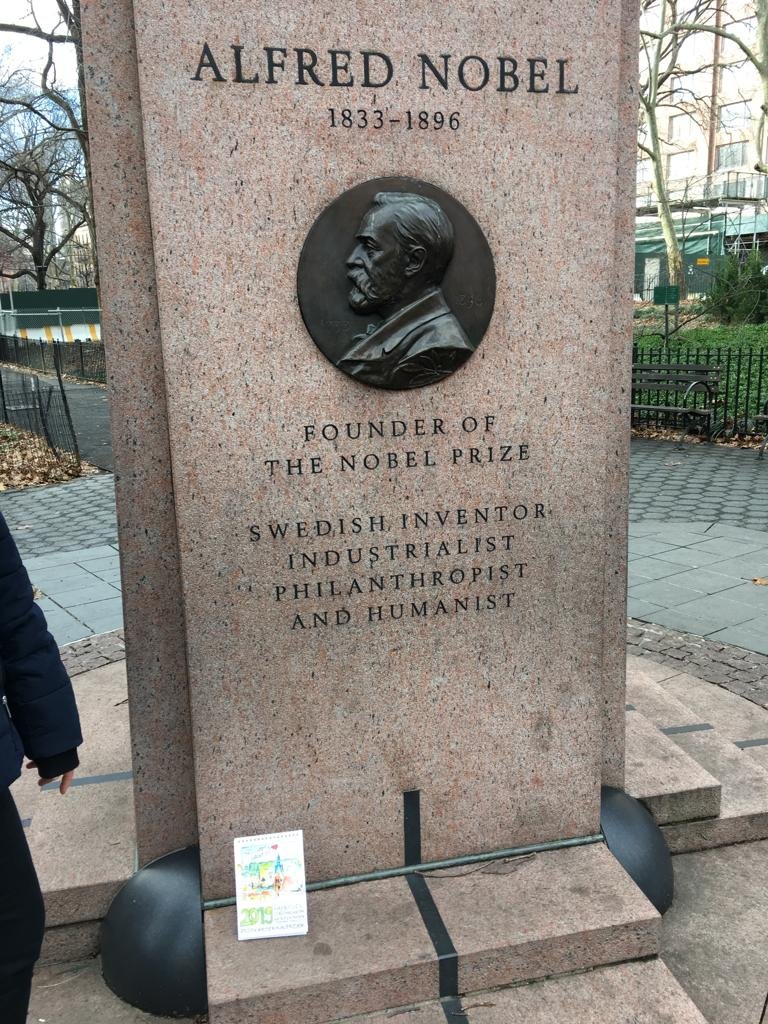 ALFRED NOBEL
1833-1896
FOUNDER OF
THE NOBEL PRIZE
SWEDISH INVENTOR
INDUSTRIALIST
PHILANTHROPIST
AND HUMANIST
2019